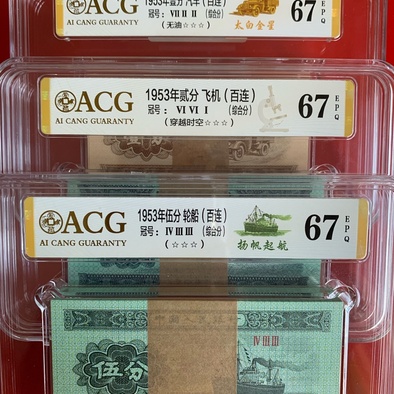 ACG
AI CANG GUARANTY
1953年壹分 汽车 (百连)
冠号: VII II II (综合分)
(无油☆☆☆)
太白金星
67
EPQ
ACG
AI CANG GUARANTY
1953年贰分 飞机 (百连)
冠号: VI VI I (综合分)
(穿越时空☆☆☆)
67
EPQ
ACG
AI CANG GUARANTY
1953年伍分 轮船 (百连)
冠号: IV III III (综合分)
(☆☆☆)
扬帆起航
67
EPQ
IV III III
伍分